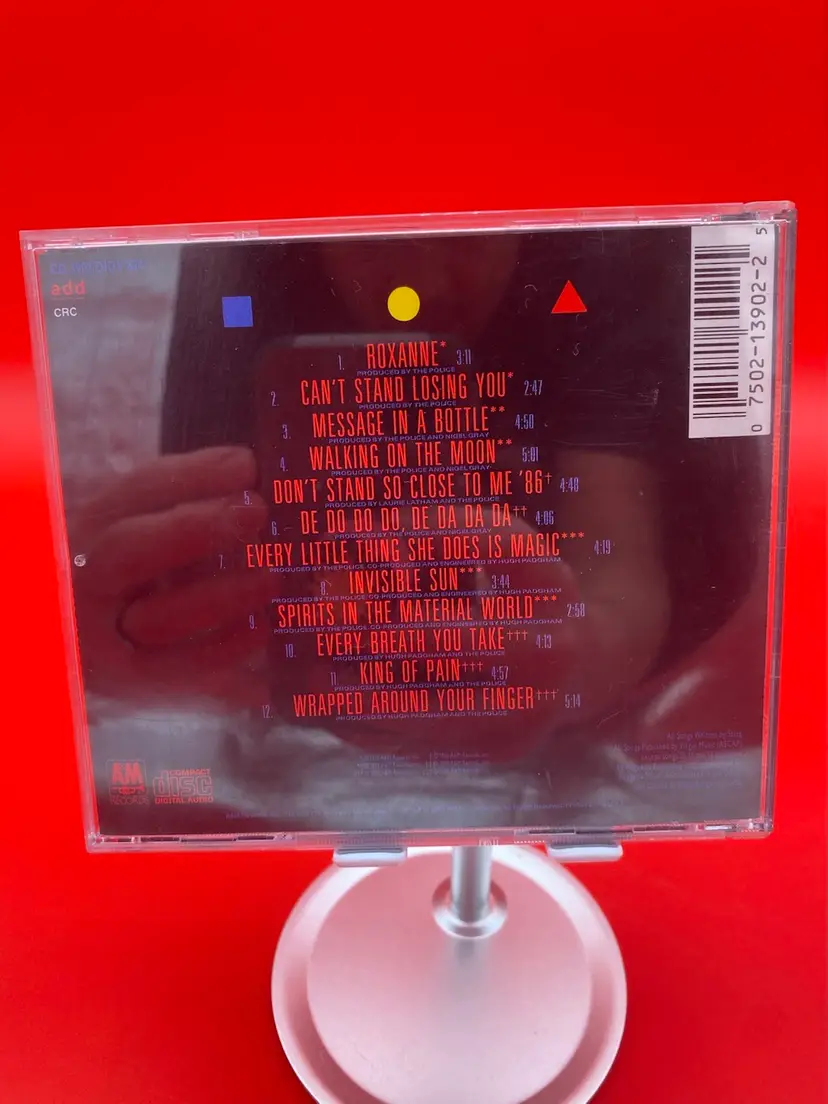 add
CRC
1. ROXANNE* 3:11
PRODUCED BY THE POLICE
2. CAN'T STAND LOSING YOU* 2:47
PRODUCED BY THE POLICE
3. MESSAGE IN A BOTTLE** 4:50
PRODUCED BY THE POLICE AND NIGEL GRAY
4. WALKING ON THE MOON** 5:01
PRODUCED BY THE POLICE AND NIGEL GRAY
5. DON'T STAND SO CLOSE TO ME '86† 4:48
PRODUCED BY LAURIE LATHAM AND THE POLICE
6. DE DO DO DO, DE DA DA DA†† 4:06
PRODUCED BY THE POLICE AND NIGEL GRAY
7. EVERY LITTLE THING SHE DOES IS MAGIC*** 4:19
PRODUCED BY THE POLICE. CO-PRODUCED AND ENGINEERED BY HUGH PADGHAM
8. INVISIBLE SUN*** 3:44
PRODUCED BY THE POLICE. CO-PRODUCED AND ENGINEERED BY HUGH PADGHAM
9. SPIRITS IN THE MATERIAL WORLD*** 2:58
PRODUCED BY THE POLICE. CO-PRODUCED AND ENGINEERED BY HUGH PADGHAM
10. EVERY BREATH YOU TAKE††† 4:13
PRODUCED BY HUGH PADGHAM AND THE POLICE
11. KING OF PAIN††† 4:57
PRODUCED BY HUGH PADGHAM AND THE POLICE
12. WRAPPED AROUND YOUR FINGER††† 5:14
PRODUCED BY HUGH PADGHAM AND THE POLICE
0 7502-13902-2 5
AM
RECORDS
COMPACT
disc
DIGITAL AUDIO
All Songs Written by Sting